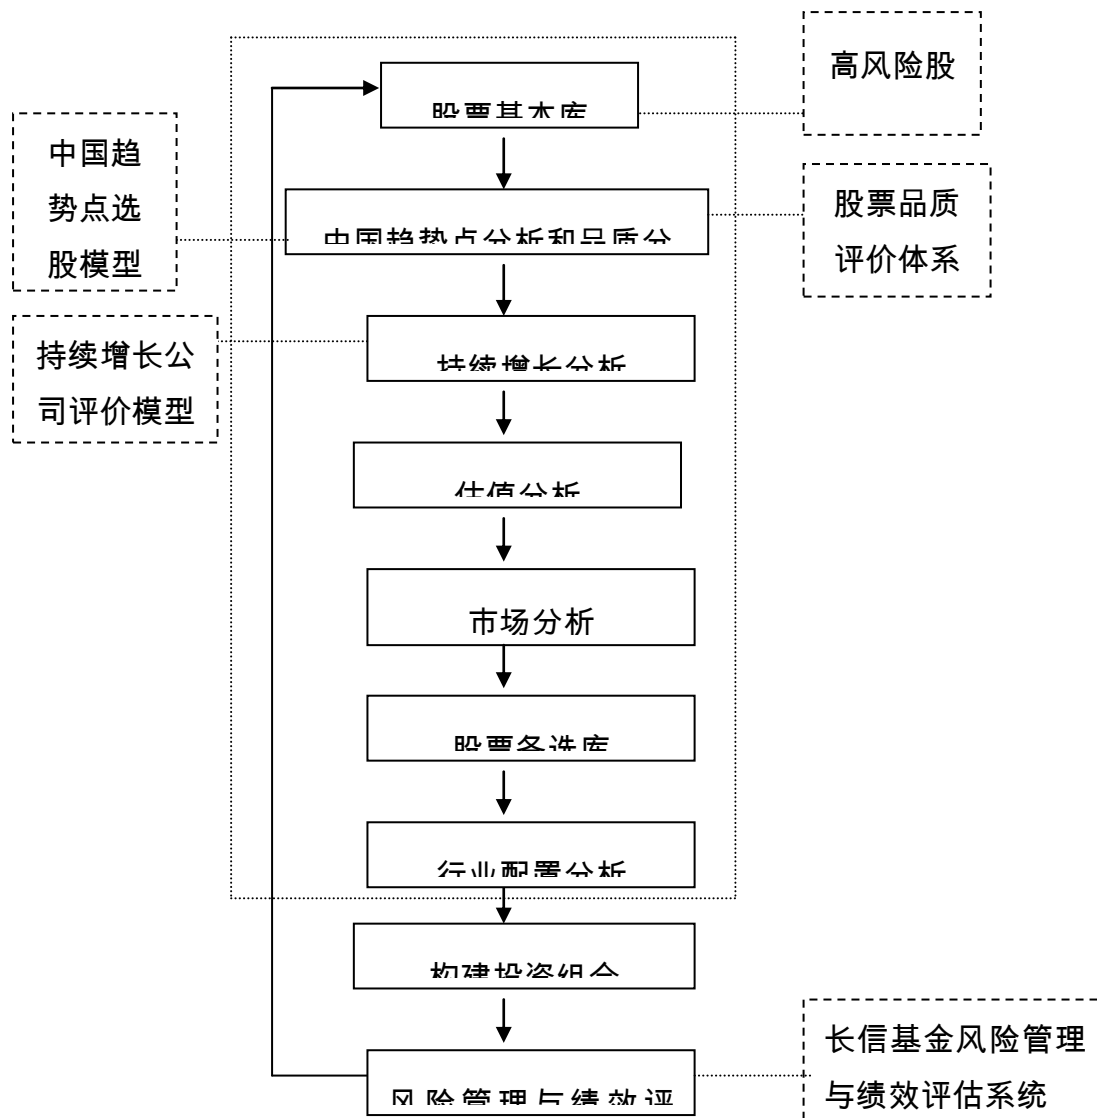 高风险股
股票基本库
中国趋
势点选
股模型
股票品质
评价体系
中国趋势点分析和品质分
持续增长公
司评价模型
持续增长分析
估值分析
市场分析
股票备选库
行业配置分析
构建投资组合
长信基金风险管理
与绩效评估系统
风险管理与绩效评